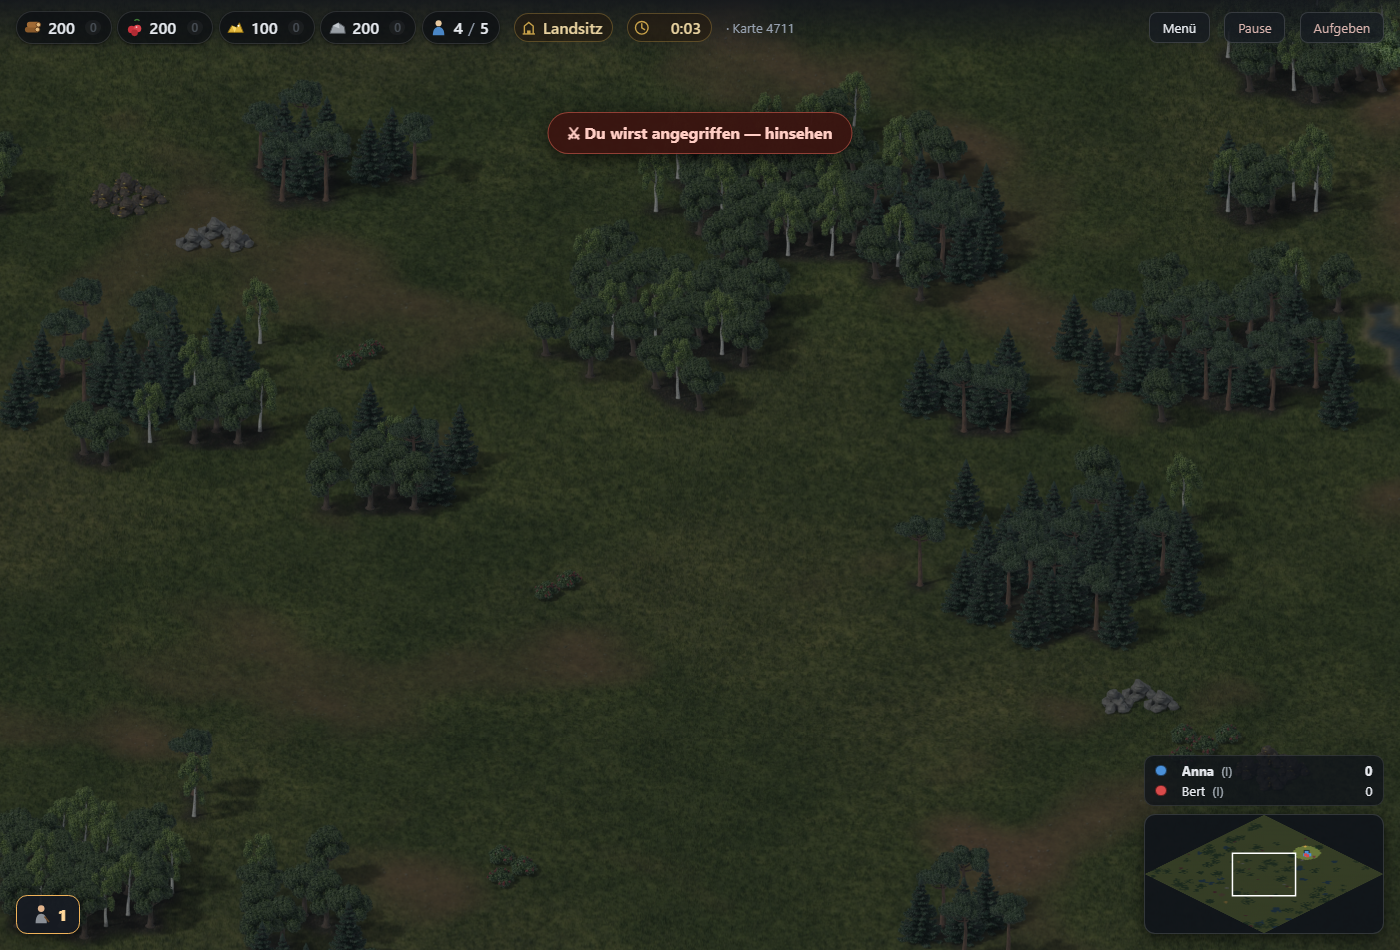 200 0 200 0 100 0 200 0 4 / 5 Landsitz 0:03 · Karte 4711 Menü Pause Aufgeben
⚔ Du wirst angegriffen — hinsehen
Anna (I) 0
Bert (I) 0
1